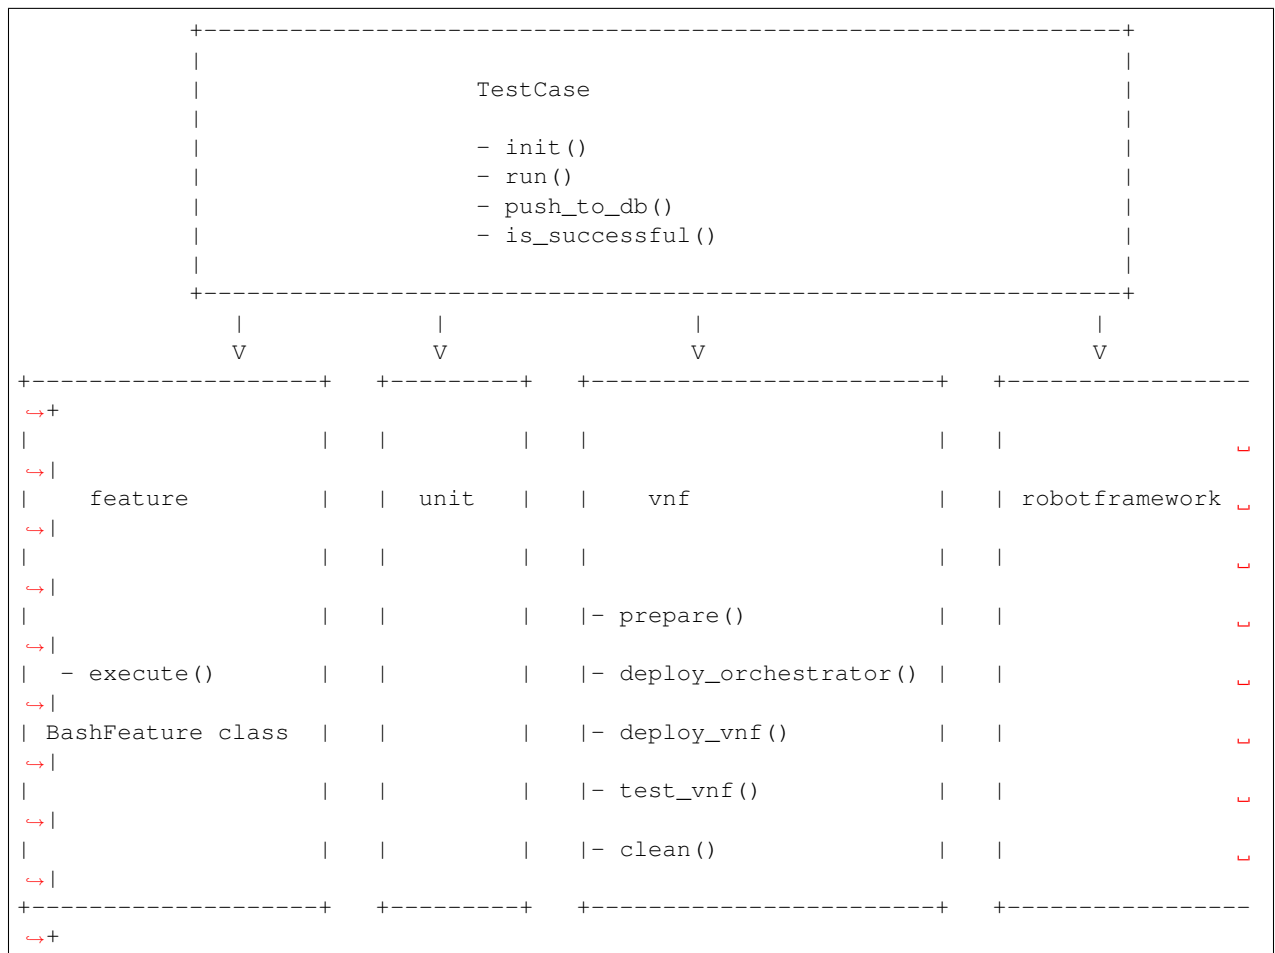 +----------------------------------------------------------------+
|                                                                |
|                   TestCase                                     |
|                                                                |
|                   - init()                                     |
|                   - run()                                      |
|                   - push_to_db()                               |
|                   - is_successful()                            |
|                                                                |
+----------------------------------------------------------------+
|             |                 |                           |
V             V                 V                           V
+--------------------+   +---------+   +------------------------+   +-----------------
↪+
|                    |   |         |   |                        |   |                 ␣
↪|
|     feature         |   |  unit   |   |    vnf                 |   | robotframework ␣
↪|
|                    |   |         |   |                        |   |                 ␣
↪|
|                    |   |         |   |- prepare()             |   |                 ␣
↪|
|  - execute()       |   |         |   |- deploy_orchestrator() |   |                 ␣
↪|
| BashFeature class  |   |         |   |- deploy_vnf()          |   |                 ␣
↪|
|                    |   |         |   |- test_vnf()            |   |                 ␣
↪|
|                    |   |         |   |- clean()               |   |                 ␣
↪|
+--------------------+   +---------+   +------------------------+   +-----------------
↪+